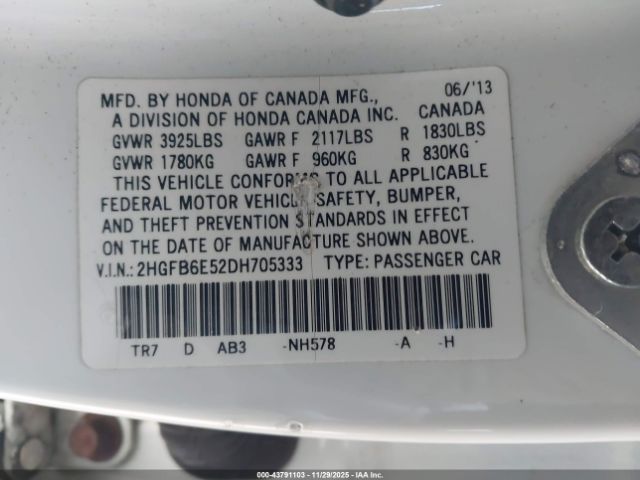 06/'13
MFD. BY HONDA OF CANADA MFG.,
A DIVISION OF HONDA CANADA INC. CANADA
GVWR 3925LBS GAWR F 2117LBS R 1830LBS
GVWR 1780KG GAWR F 960KG R 830KG
THIS VEHICLE CONFORMS TO ALL APPLICABLE
FEDERAL MOTOR VEHICLE SAFETY, BUMPER,
AND THEFT PREVENTION STANDARDS IN EFFECT
ON THE DATE OF MANUFACTURE SHOWN ABOVE.
V.I.N.: 2HGFB6E52DH705333 TYPE: PASSENGER CAR
TR7 D AB3 -NH578 -A -H
00-43791103 - 11/29/2025 - IAAI.COM